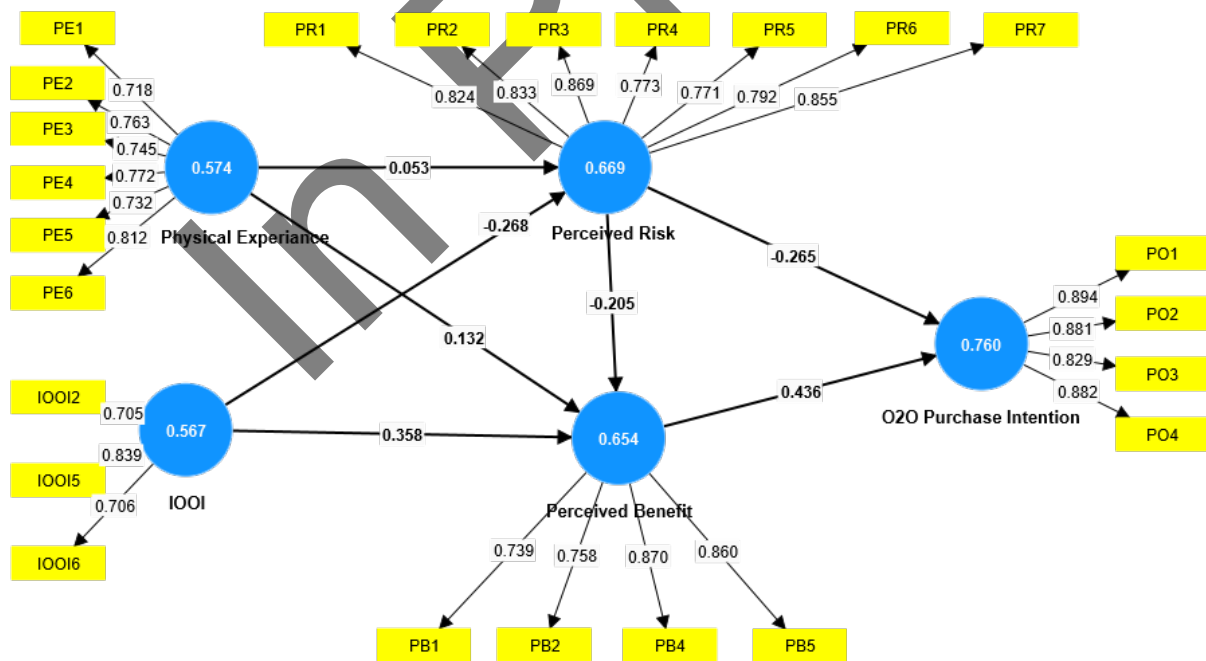 PE1
PR1
PR2
PR3
PR4
PR5
PR6
PR7
PE2
0.718
0.824
0.833
0.869
0.773
0.771
0.792
0.855
PE3
0.763
0.745
PE4
0.772
0.574
0.053
0.669
0.732
PE5
0.812
Physical Experiance
-0.268
Perceived Risk
PE6
-0.265
PO1
-0.205
0.894
PO2
0.132
0.760
0.881
0.829
PO3
0.882
IOOI2
0.705
0.436
O2O Purchase Intention
PO4
0.567
0.358
0.654
0.839
IOOI5
0.706
IOOI
Perceived Benefit
IOOI6
0.739
0.758
0.870
0.860
PB1
PB2
PB4
PB5
In